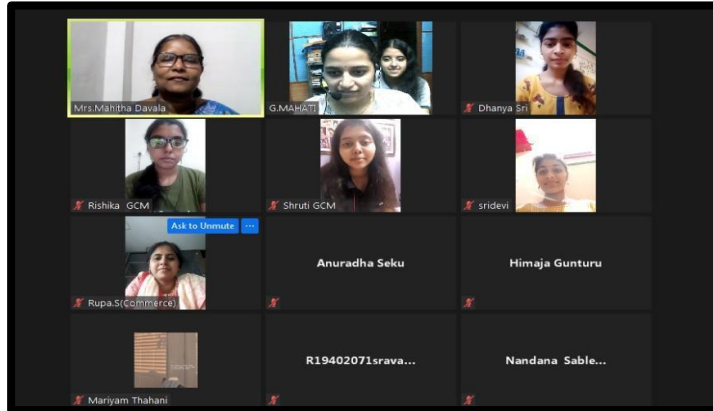 Mrs.Mahitha Davala
G.MAHATI
Dhanya Sri
Rishika GCM
Shruti GCM
sridevi
Ask to Unmute ...
Rupa.S(Commerce)
Anuradha Seku
Himaja Gunturu
Mariyam Thahani
R19402071srava...
Nandana Sable...